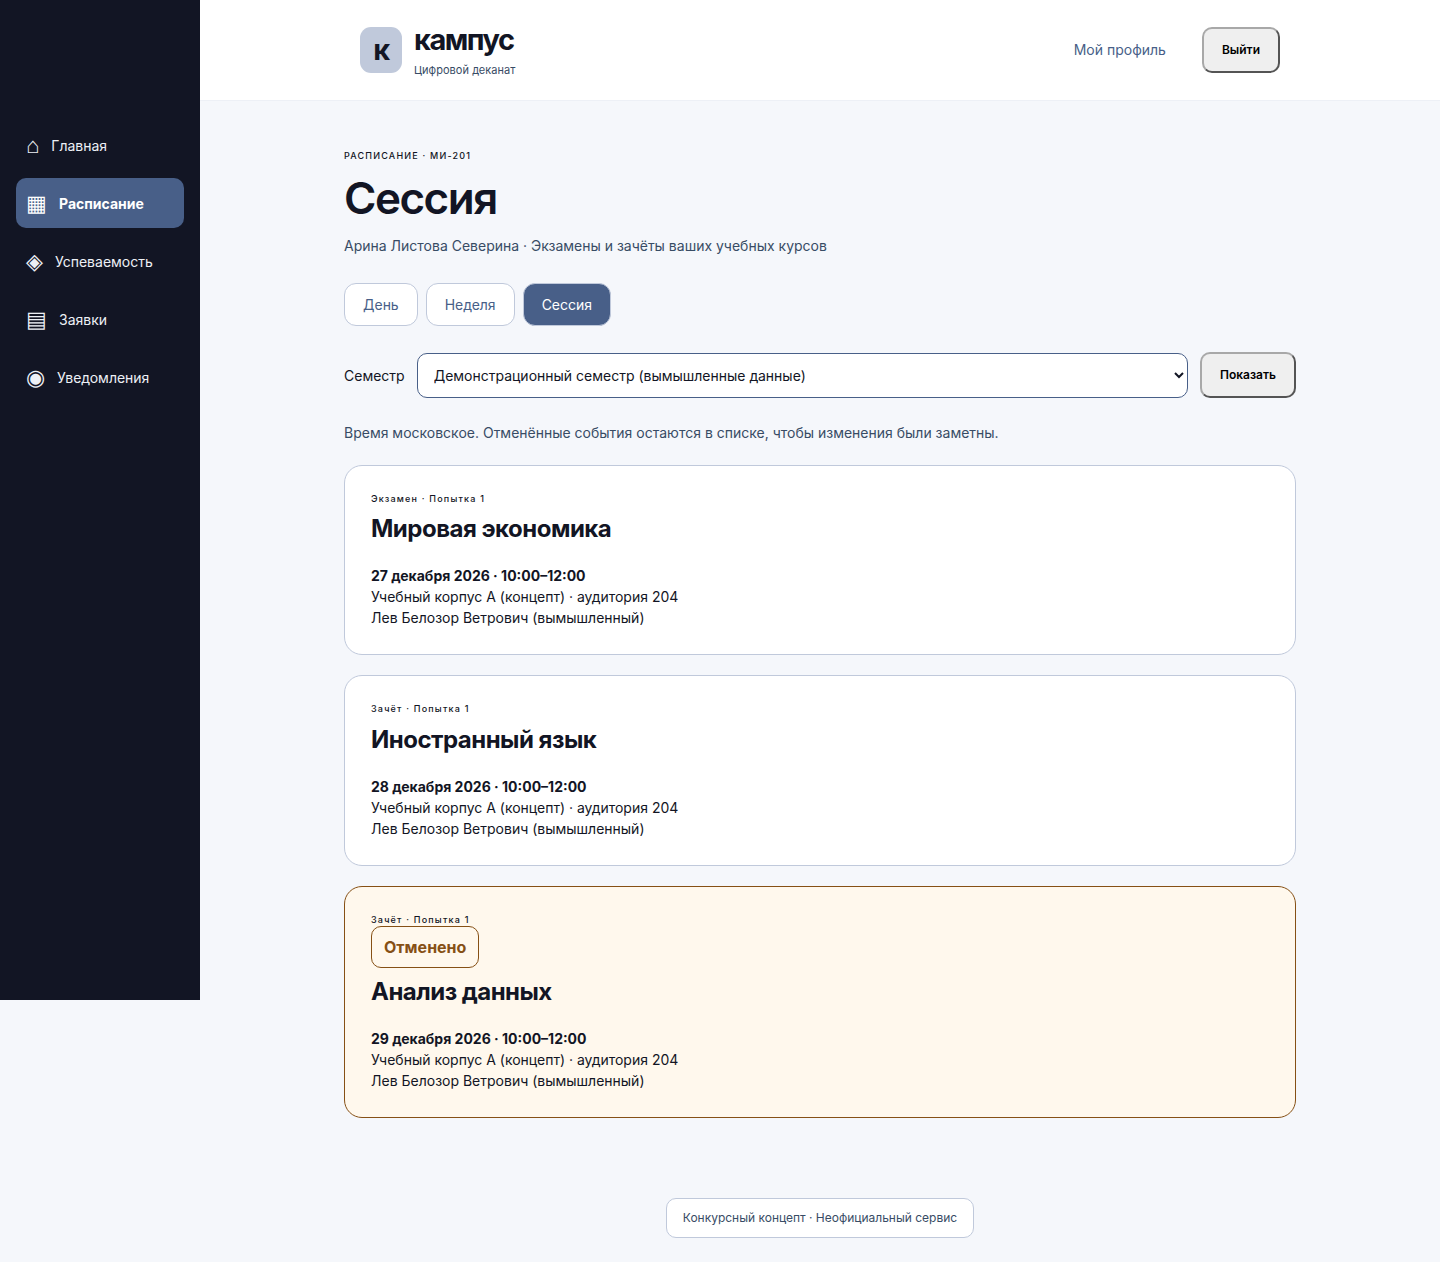 к
кампус
Цифровой деканат
Мой профиль
Выйти
Главная
Расписание
Успеваемость
Заявки
Уведомления
РАСПИСАНИЕ · МИ-201
Сессия
Арина Листова Северина · Экзамены и зачёты ваших учебных курсов
День
Неделя
Сессия
Семестр
Демонстрационный семестр (вымышленные данные)
Показать
Время московское. Отменённые события остаются в списке, чтобы изменения были заметны.
Экзамен · Попытка 1
Мировая экономика
27 декабря 2026 · 10:00–12:00
Учебный корпус А (концепт) · аудитория 204
Лев Белозор Ветрович (вымышленный)
Зачёт · Попытка 1
Иностранный язык
28 декабря 2026 · 10:00–12:00
Учебный корпус А (концепт) · аудитория 204
Лев Белозор Ветрович (вымышленный)
Зачёт · Попытка 1
Отменено
Анализ данных
29 декабря 2026 · 10:00–12:00
Учебный корпус А (концепт) · аудитория 204
Лев Белозор Ветрович (вымышленный)
Конкурсный концепт · Неофициальный сервис